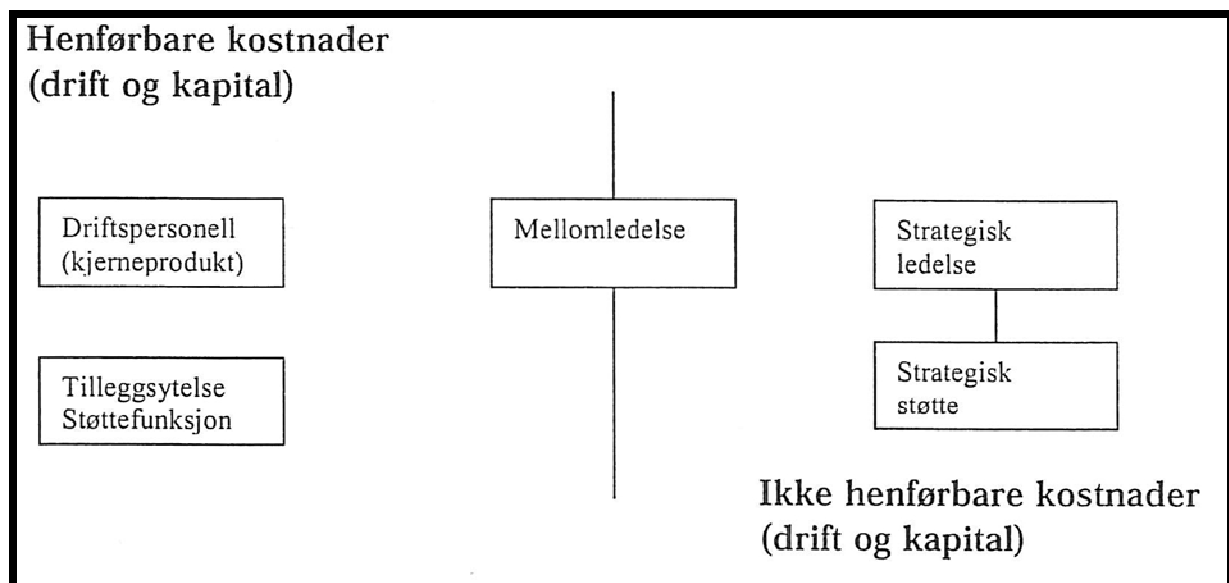 Henførbare kostnader
(drift og kapital)
Driftspersonell
(kjerneprodukt)
Mellomledelse
Strategisk
ledelse
Tilleggsytelse
Støttefunksjon
Strategisk
støtte
Ikke henførbare kostnader
(drift og kapital)